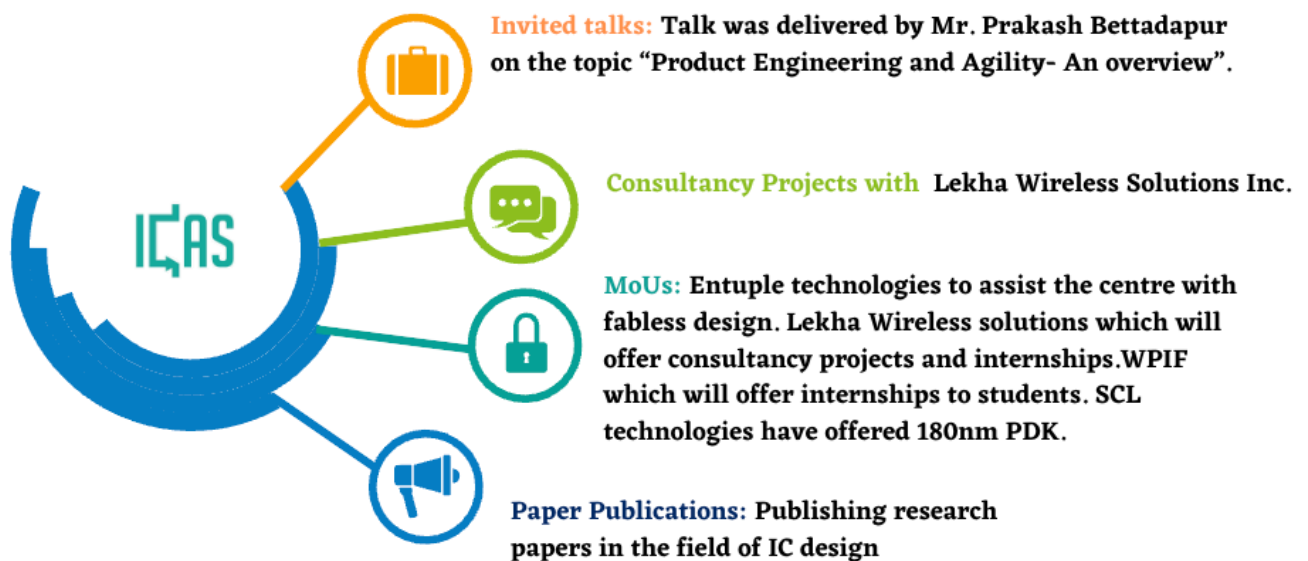 Invited talks: Talk was delivered by Mr. Prakash Bettadapur
on the topic “Product Engineering and Agility- An overview”.
ICAS
Consultancy Projects with Lekha Wireless Solutions Inc.
MoUs: Entuple technologies to assist the centre with
fabless design. Lekha Wireless solutions which will
offer consultancy projects and internships.WPIF
which will offer internships to students. SCL
technologies have offered 180nm PDK.
Paper Publications: Publishing research
papers in the field of IC design